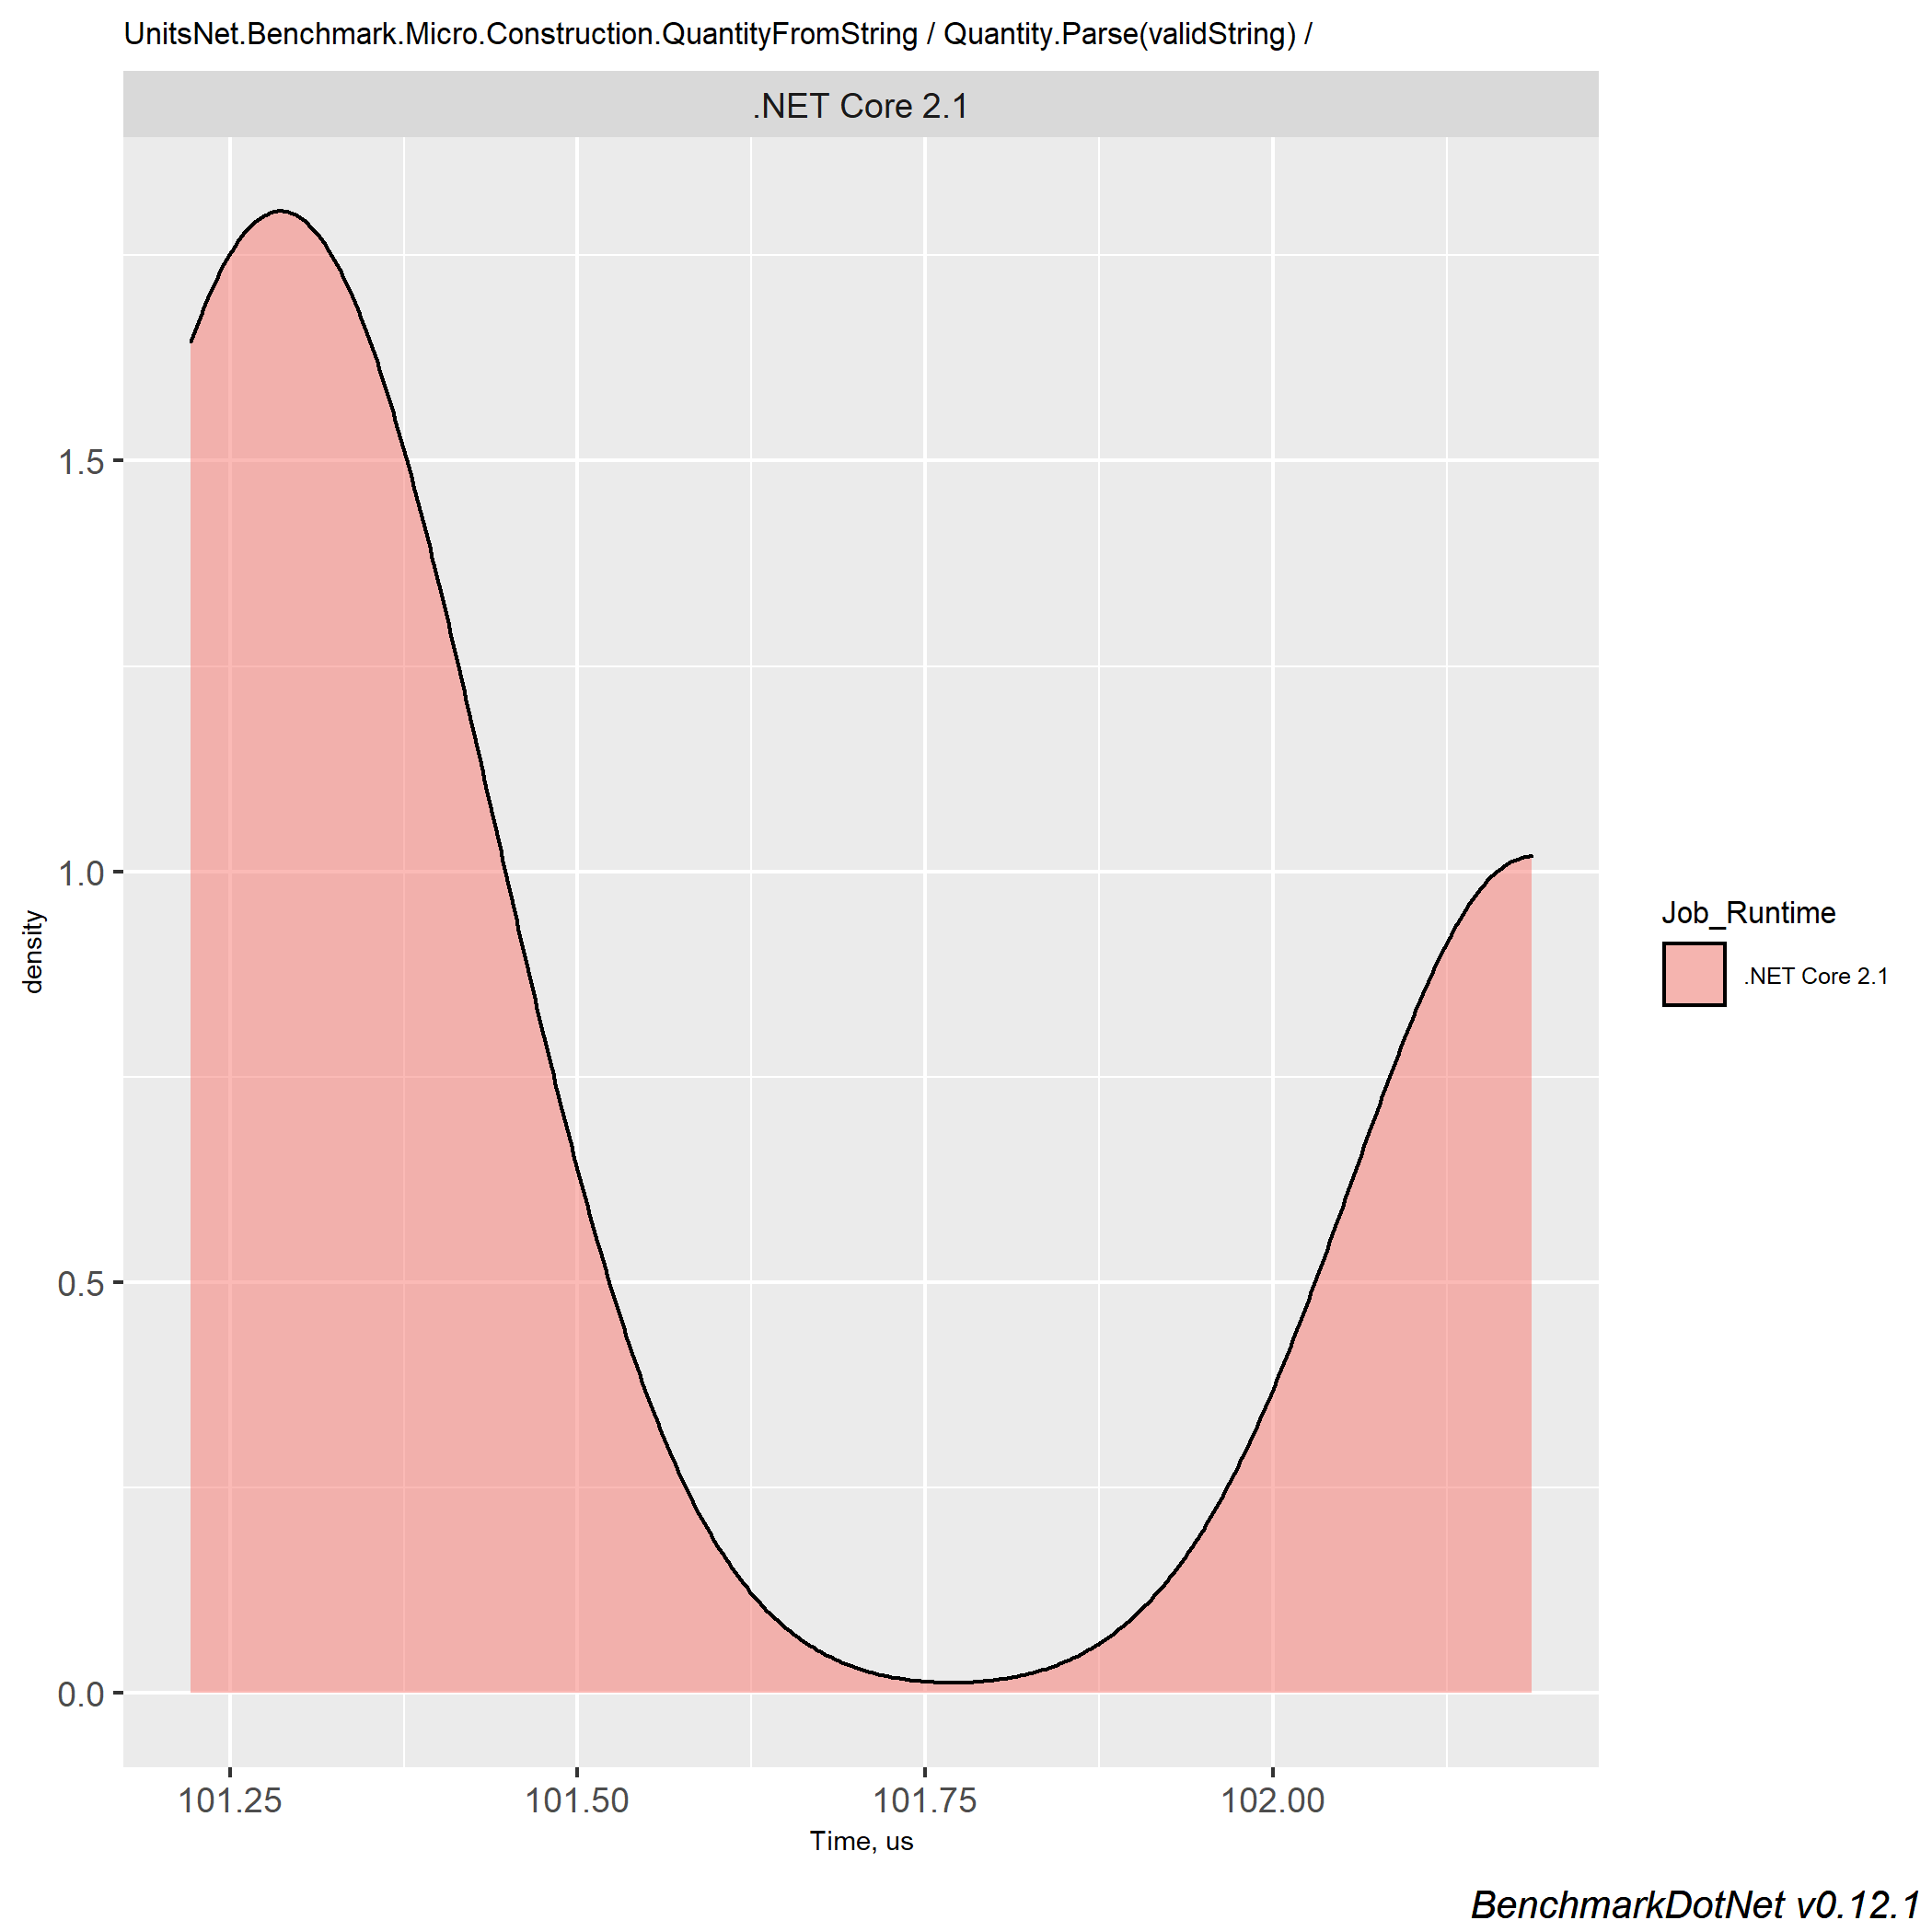 UnitsNet.Benchmark.Micro.Construction.QuantityFromString / Quantity.Parse(validString) /
.NET Core 2.1
1.5
1.0
0.5
0.0
density
101.25 101.50 101.75 102.00
Time, us
Job_Runtime
.NET Core 2.1
BenchmarkDotNet v0.12.1